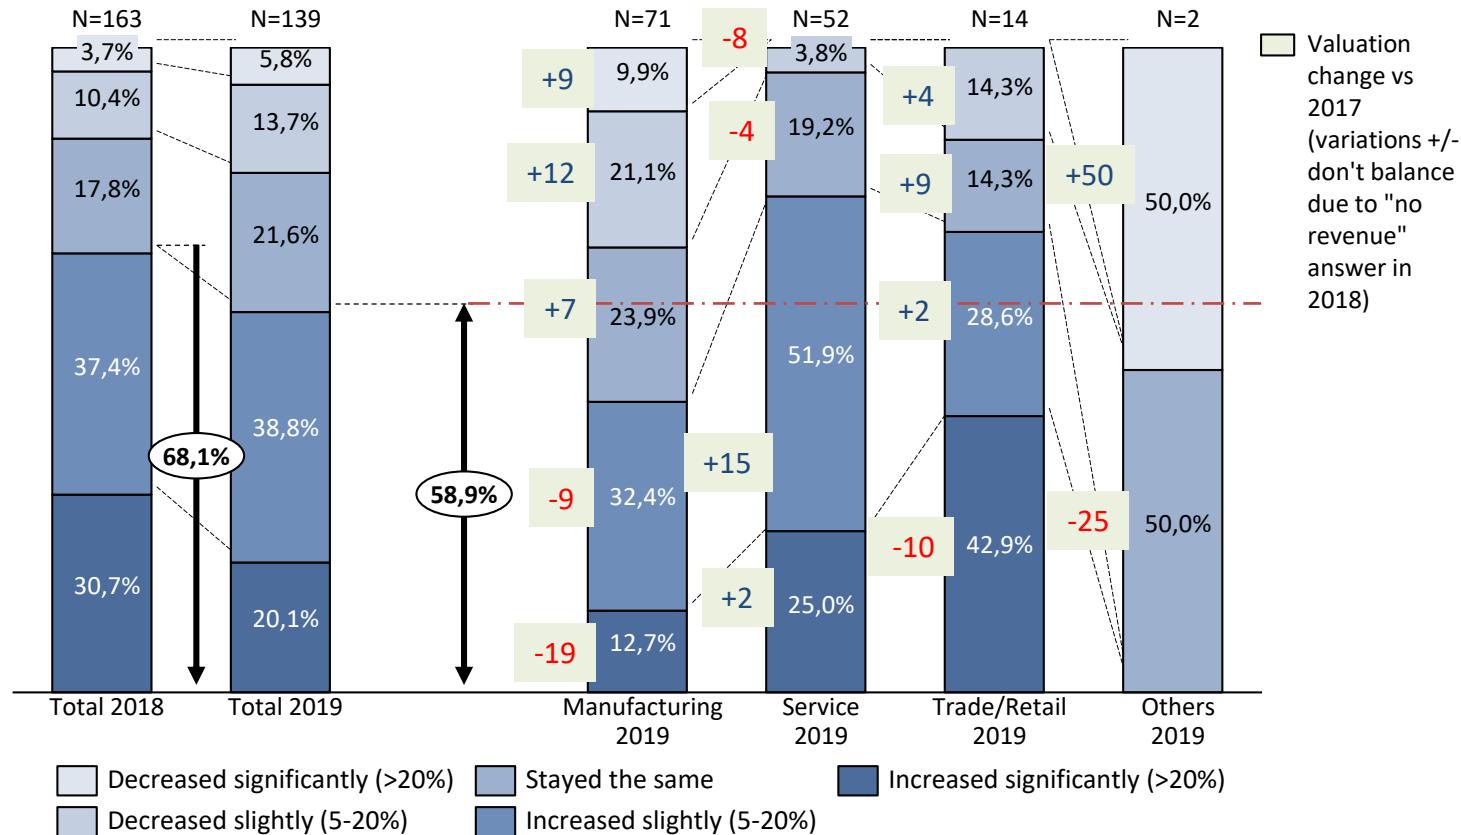 N=163
N=139
N=71
N=52
N=14
N=2
3,7%
10,4%
17,8%
37,4%
30,7%
68,1%
5,8%
13,7%
21,6%
38,8%
20,1%
58,9%
+9
+12
+7
-9
-19
9,9%
21,1%
23,9%
32,4%
12,7%
-8
-4
+15
+2
3,8%
19,2%
51,9%
25,0%
+4
+9
+2
-10
14,3%
14,3%
28,6%
42,9%
+50
-25
50,0%
50,0%
Valuation
change vs
2017
(variations +/-
don't balance
due to "no
revenue"
answer in
2018)
Total 2018
Total 2019
Manufacturing
2019
Service
2019
Trade/Retail
2019
Others
2019
Decreased significantly (>20%)
Stayed the same
Increased significantly (>20%)
Decreased slightly (5-20%)
Increased slightly (5-20%)